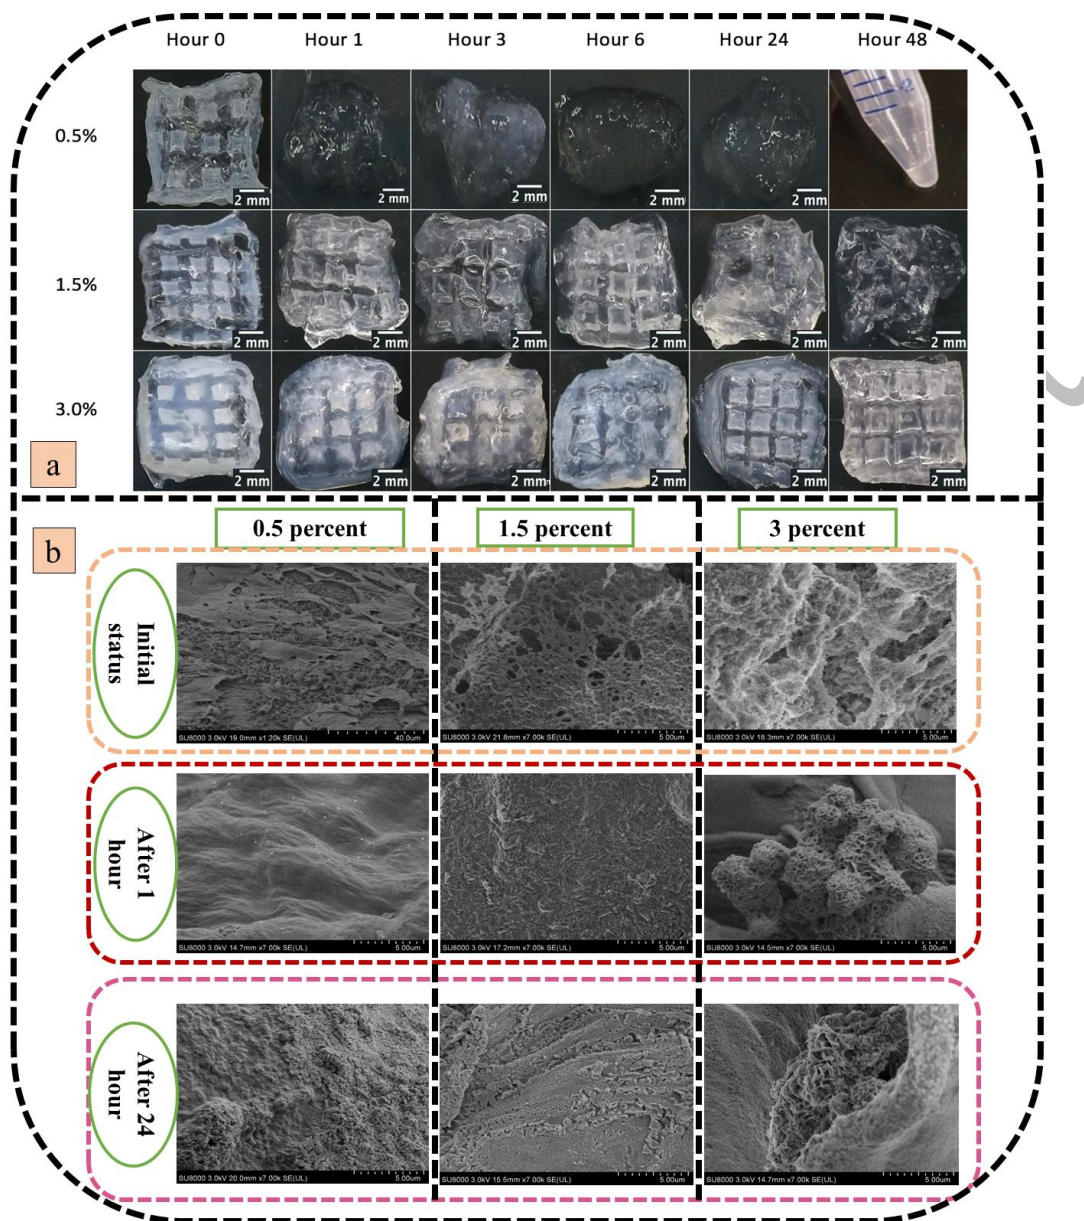 Hour 0 Hour 1 Hour 3 Hour 6 Hour 24 Hour 48
0.5%
2 mm 2 mm 2 mm 2 mm 2 mm
1.5%
2 mm 2 mm 2 mm 2 mm 2 mm 2 mm
3.0%
2 mm 2 mm 2 mm 2 mm 2 mm 2 mm
a
b
0.5 percent 1.5 percent 3 percent
Initial
status
SU8000 3.0kV 19.0mm x1.20k SE(UL) 40.0um
SU8000 3.0kV 21.8mm x7.00k SE(UL) 5.00um
SU8000 3.0kV 18.3mm x7.00k SE(UL) 5.00um
After 1
hour
SU8000 3.0kV 14.7mm x7.00k SE(UL) 5.00um
SU8000 3.0kV 17.2mm x7.00k SE(UL) 5.00um
SU8000 3.0kV 14.5mm x7.00k SE(UL) 5.00um
After 24
hour
SU8000 3.0kV 20.0mm x7.00k SE(UL) 5.00um
SU8000 3.0kV 15.5mm x7.00k SE(UL) 5.00um
SU8000 3.0kV 14.7mm x7.00k SE(UL) 5.00um